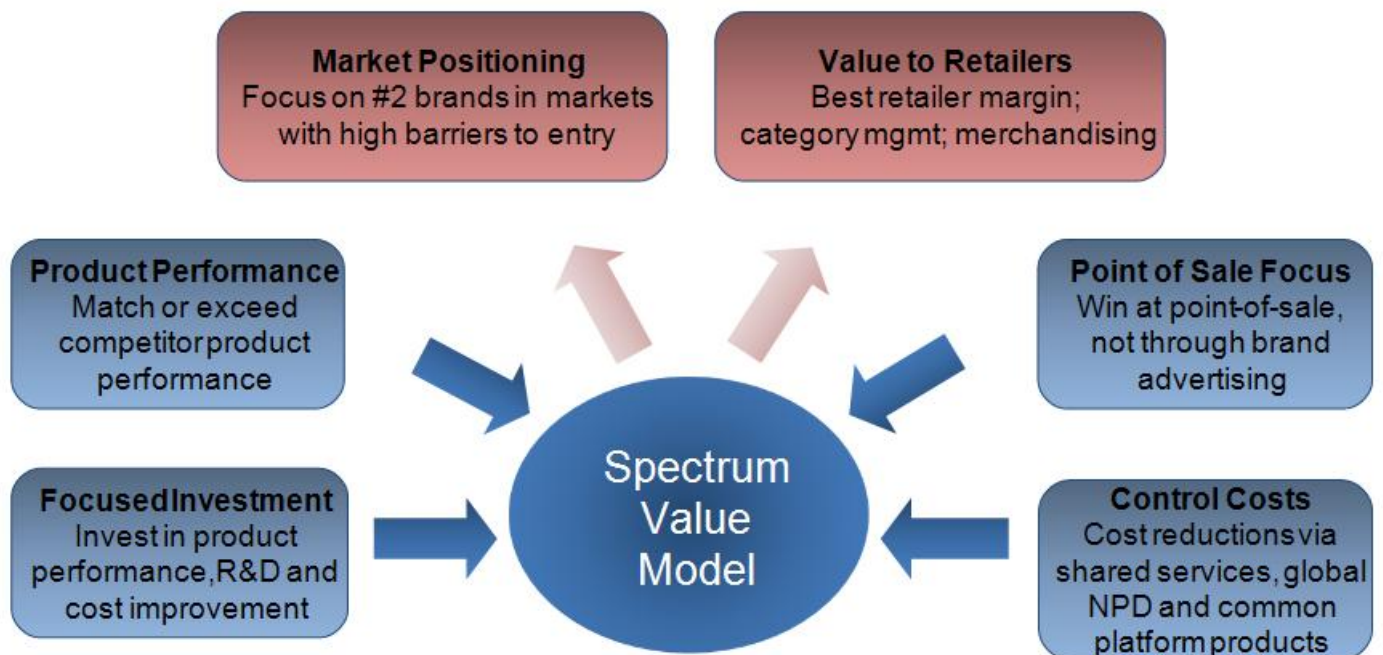 Market Positioning
Focus on #2 brands in markets
with high barriers to entry
Value to Retailers
Best retailer margin;
category mgmt; merchandising
Product Performance
Match or exceed
competitor product
performance
Point of Sale Focus
Win at point-of-sale,
not through brand
advertising
Focused Investment
Invest in product
performance, R&D and
cost improvement
Spectrum
Value
Model
Control Costs
Cost reductions via
shared services, global
NPD and common
platform products